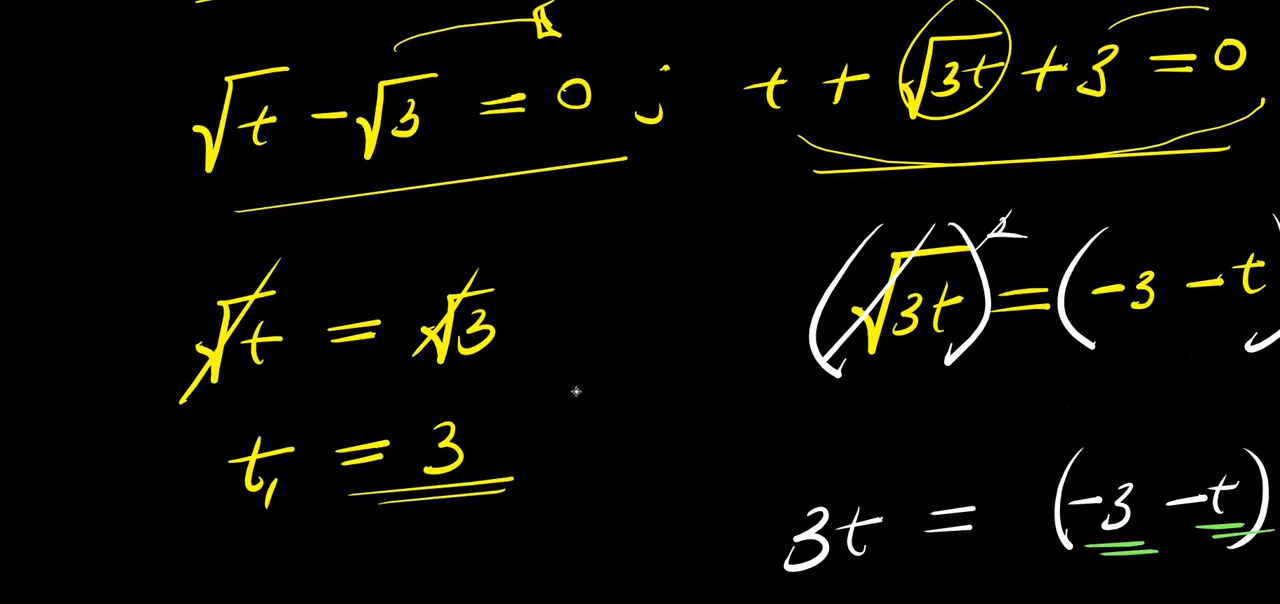 √t - √3 = 0 ; t + √3t + 3 = 0
√t = √3
(√3t)² = (-3 - t)
t₁ = 3
3t = (-3 - t)